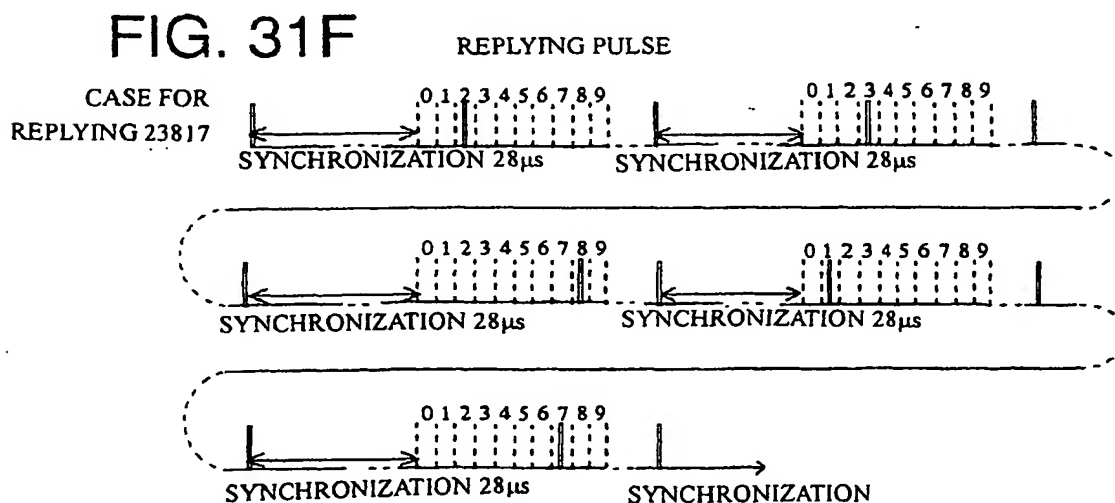 FIG. 31F
REPLYING PULSE
CASE FOR
REPLYING 23817
0 1 2 3 4 5 6 7 8 9
0 1 2 3 4 5 6 7 8 9
SYNCHRONIZATION 28μs
SYNCHRONIZATION 28μs
0 1 2 3 4 5 6 7 8 9
0 1 2 3 4 5 6 7 8 9
SYNCHRONIZATION 28μs
SYNCHRONIZATION 28μs
0 1 2 3 4 5 6 7 8 9
SYNCHRONIZATION 28μs
SYNCHRONIZATION